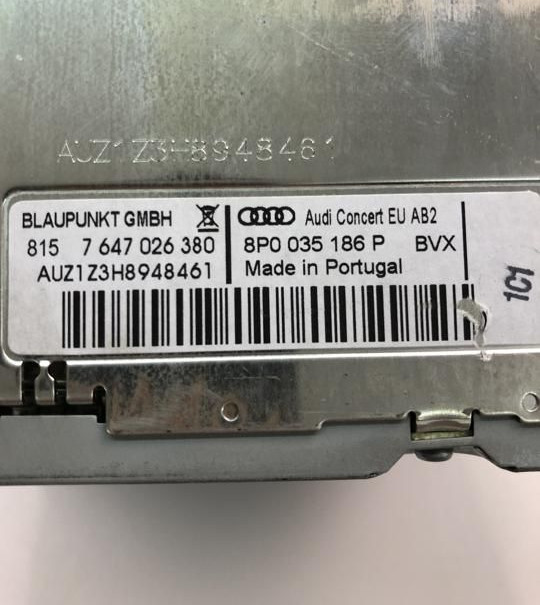 AUZ1Z3H8948461
BLAUPUNKT GMBH
815 7 647 026 380
AUZ1Z3H8948461
Audi Concert EU AB2
8P0 035 186 P BVX
Made in Portugal
1C1